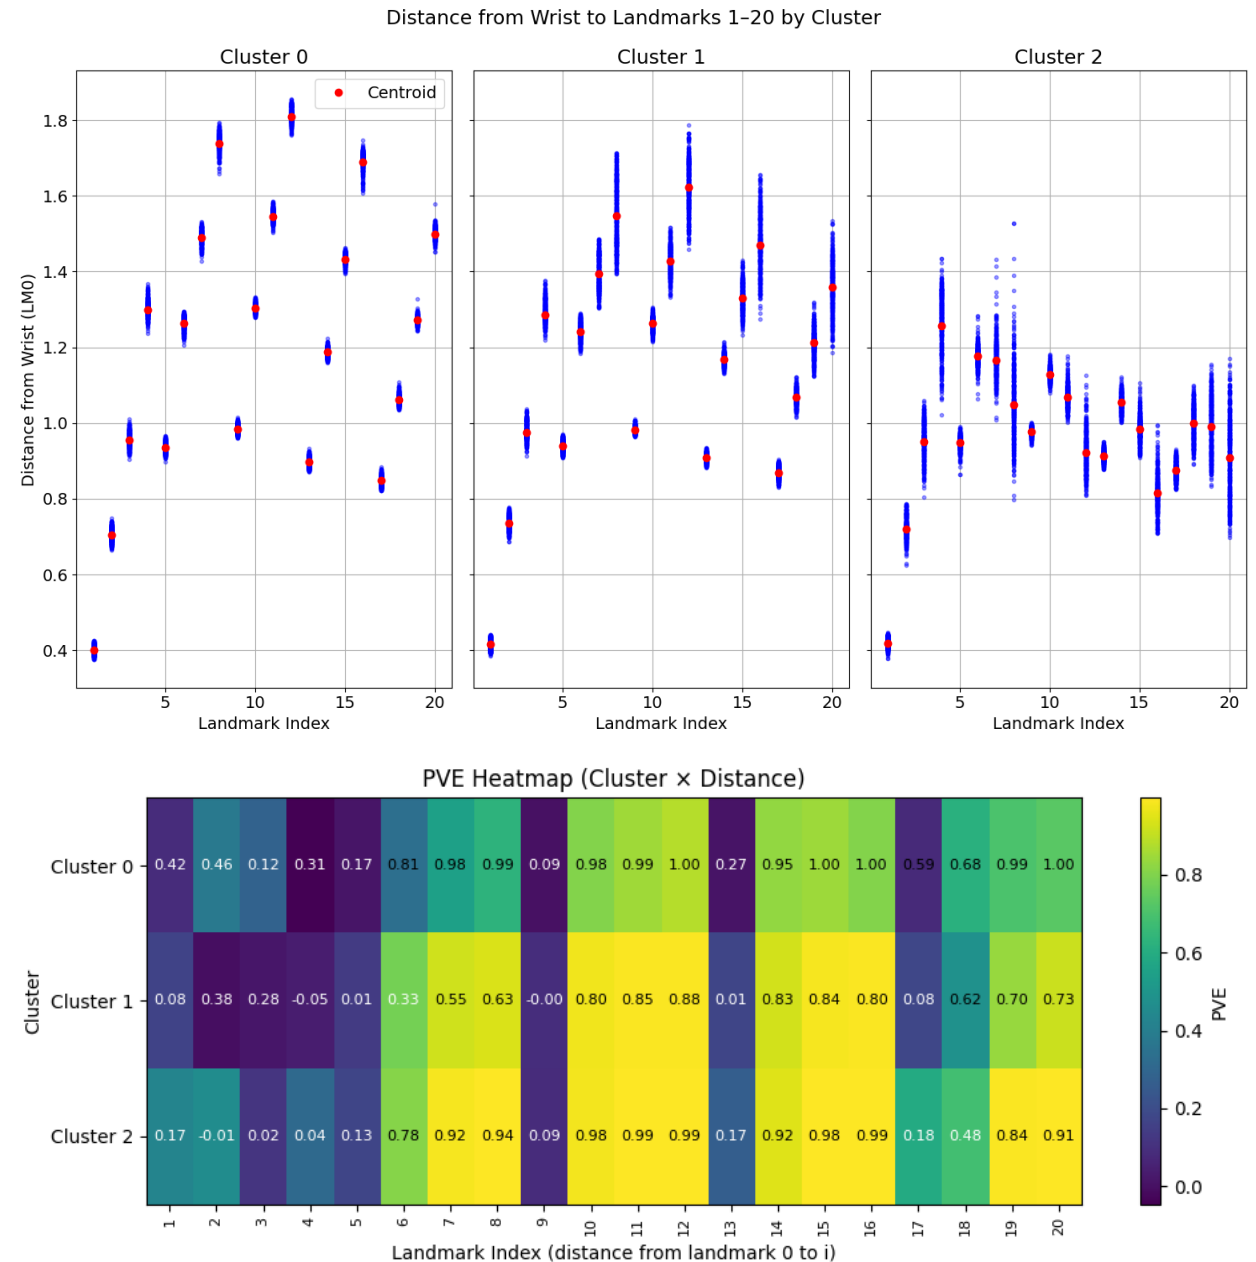 Distance from Wrist to Landmarks 1–20 by Cluster
Cluster 0
Cluster 1
Cluster 2
Centroid
Distance from Wrist (LM0)
1.8
1.6
1.4
1.2
1.0
0.8
0.6
0.4
5 10 15 20
5 10 15 20
5 10 15 20
Landmark Index
Landmark Index
Landmark Index
PVE Heatmap (Cluster × Distance)
Cluster
Cluster 0 0.42 0.46 0.12 0.31 0.17 0.81 0.98 0.99 0.09 0.98 0.99 1.00 0.27 0.95 1.00 1.00 0.59 0.68 0.99 1.00
Cluster 1 0.08 0.38 0.28 -0.05 0.01 0.33 0.55 0.63 -0.00 0.80 0.85 0.88 0.01 0.83 0.84 0.80 0.08 0.62 0.70 0.73
Cluster 2 0.17 -0.01 0.02 0.04 0.13 0.78 0.92 0.94 0.09 0.98 0.99 0.99 0.17 0.92 0.98 0.99 0.18 0.48 0.84 0.91
1 2 3 4 5 6 7 8 9 10 11 12 13 14 15 16 17 18 19 20
Landmark Index (distance from landmark 0 to i)
0.8
0.6
0.4
0.2
0.0
PVE